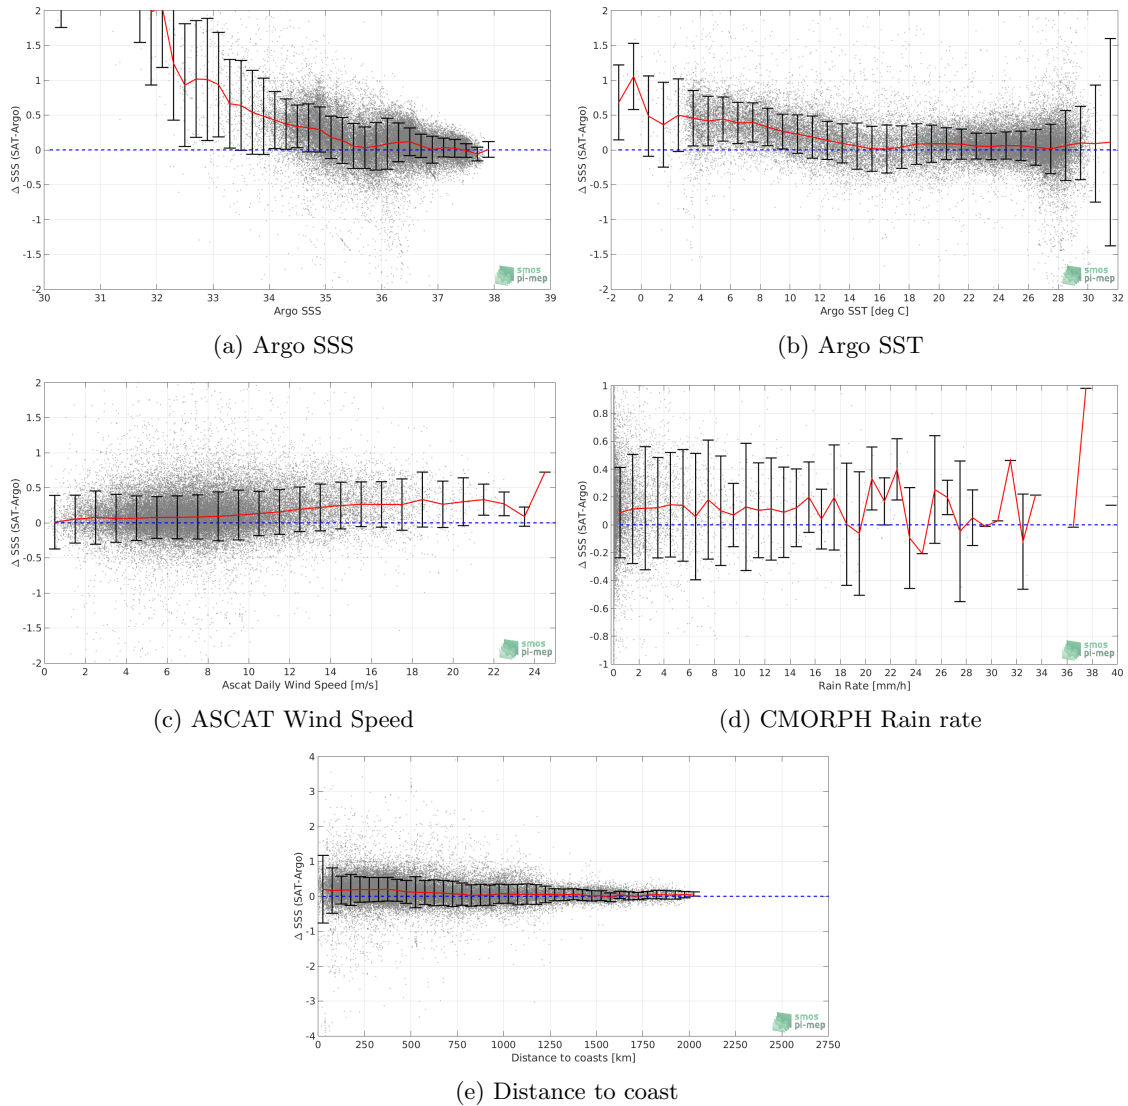 2
1.5
1
0.5
0
-0.5
-1
-1.5
-2
Δ SSS (SAT-Argo)
30 31 32 33 34 35 36 37 38 39
Argo SSS
smos
pi-mep
(a) Argo SSS
2
1.5
1
0.5
0
-0.5
-1
-1.5
-2
Δ SSS (SAT-Argo)
-2 0 2 4 6 8 10 12 14 16 18 20 22 24 26 28 30 32
Argo SST [deg C]
smos
pi-mep
(b) Argo SST
2
1.5
1
0.5
0
-0.5
-1
-1.5
-2
Δ SSS (SAT-Argo)
0 2 4 6 8 10 12 14 16 18 20 22 24
Ascat Daily Wind Speed [m/s]
smos
pi-mep
(c) ASCAT Wind Speed
1
0.8
0.6
0.4
0.2
0
-0.2
-0.4
-0.6
-0.8
-1
Δ SSS (SAT-Argo)
0 2 4 6 8 10 12 14 16 18 20 22 24 26 28 30 32 34 36 38 40
Rain Rate [mm/h]
smos
pi-mep
(d) CMORPH Rain rate
4
3
2
1
0
-1
-2
-3
-4
Δ SSS (SAT-Argo)
0 250 500 750 1000 1250 1500 1750 2000 2250 2500 2750
Distance to coasts [km]
smos
pi-mep
(e) Distance to coast